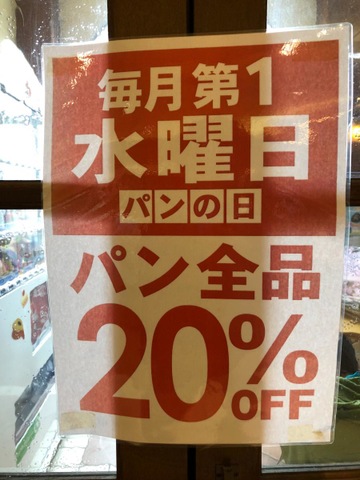 毎月第1
水曜日
パンの日
パン全品
20%
OFF